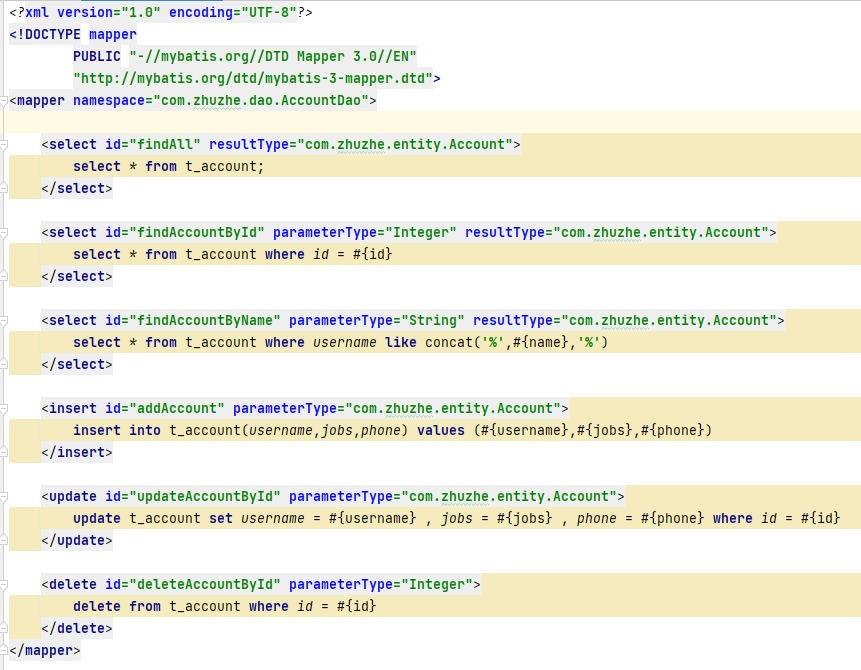 <?xml version="1.0" encoding="UTF-8"?>
<!DOCTYPE mapper
PUBLIC "-//mybatis.org//DTD Mapper 3.0//EN"
"http://mybatis.org/dtd/mybatis-3-mapper.dtd">
<mapper namespace="com.zhuzhe.dao.AccountDao">
<select id="findAll" resultType="com.zhuzhe.entity.Account">
select * from t_account;
</select>
<select id="findAccountById" parameterType="Integer" resultType="com.zhuzhe.entity.Account">
select * from t_account where id = #{id}
</select>
<select id="findAccountByName" parameterType="String" resultType="com.zhuzhe.entity.Account">
select * from t_account where username like concat('%',#{name},'%')
</select>
<insert id="addAccount" parameterType="com.zhuzhe.entity.Account">
insert into t_account(username,jobs,phone) values (#{username},#{jobs},#{phone})
</insert>
<update id="updateAccountById" parameterType="com.zhuzhe.entity.Account">
update t_account set username = #{username} , jobs = #{jobs} , phone = #{phone} where id = #{id}
</update>
<delete id="deleteAccountById" parameterType="Integer">
delete from t_account where id = #{id}
</delete>
</mapper>